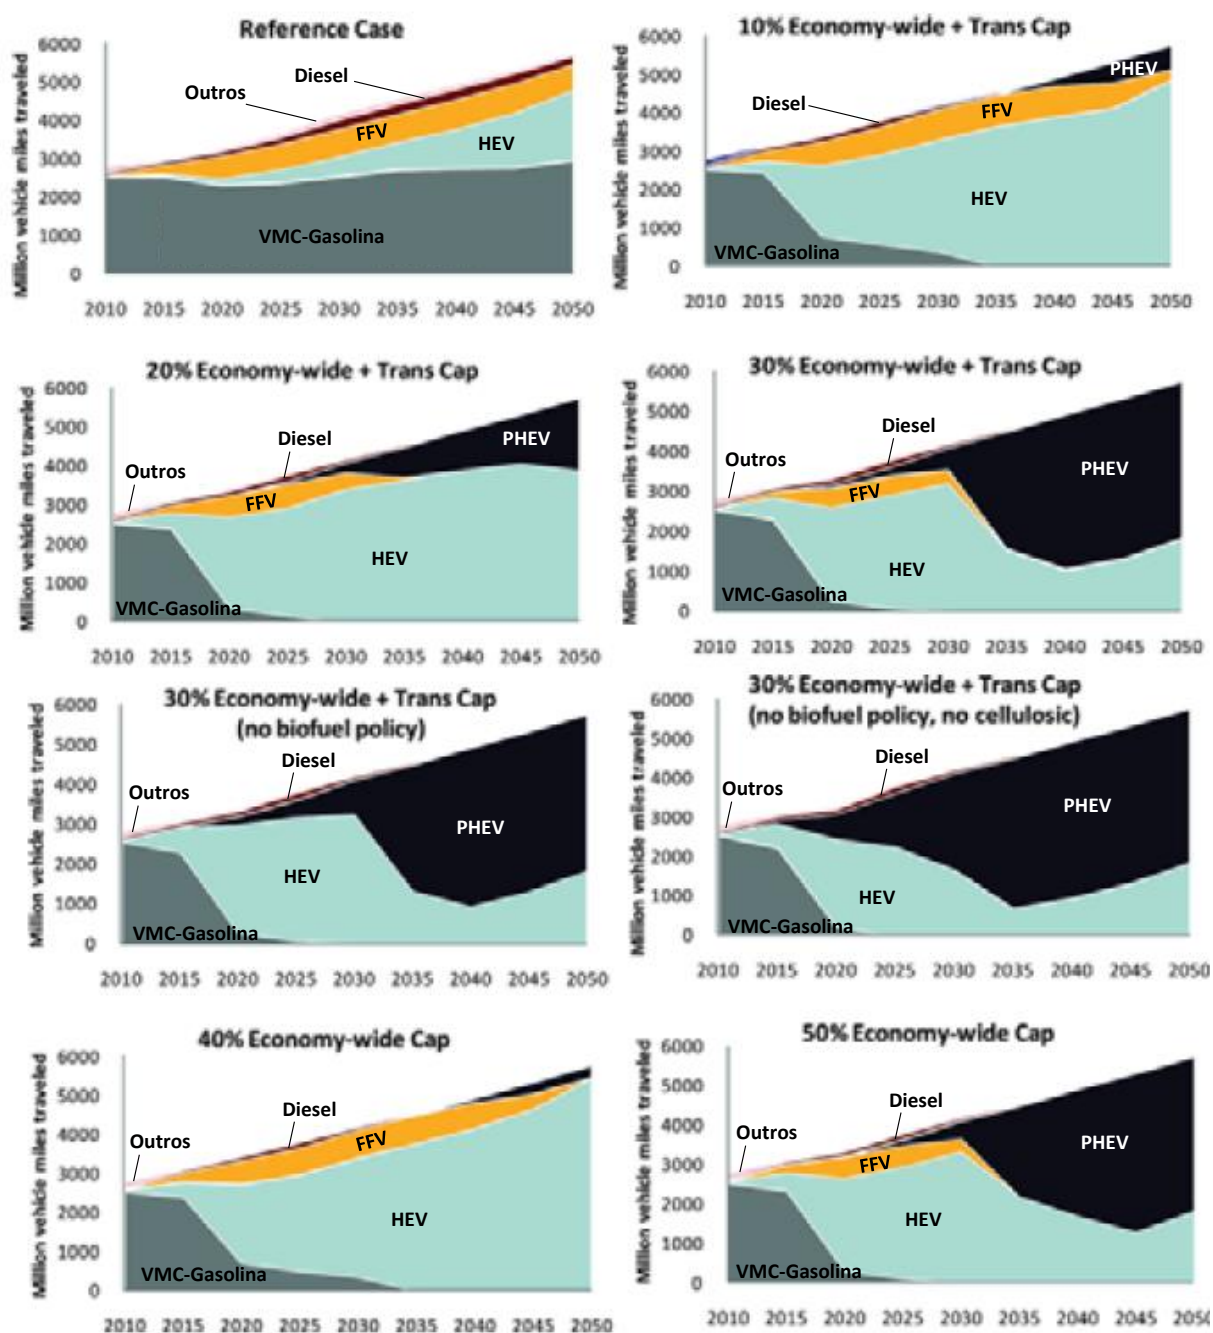 Reference Case
Million vehicle miles traveled
6000
5000
4000
3000
2000
1000
0
Outros
Diesel
FFV
HEV
VMC-Gasolina
2010 2015 2020 2025 2030 2035 2040 2045 2050
10% Economy-wide + Trans Cap
Million vehicle miles traveled
6000
5000
4000
3000
2000
1000
0
PHEV
Diesel
FFV
HEV
VMC-Gasolina
2010 2015 2020 2025 2030 2035 2040 2045 2050
20% Economy-wide + Trans Cap
Million vehicle miles traveled
6000
5000
4000
3000
2000
1000
0
Outros
Diesel
PHEV
FFV
HEV
VMC-Gasolina
2010 2015 2020 2025 2030 2035 2040 2045 2050
30% Economy-wide + Trans Cap
Million vehicle miles traveled
6000
5000
4000
3000
2000
1000
0
Outros
Diesel
PHEV
FFV
HEV
VMC-Gasolina
2010 2015 2020 2025 2030 2035 2040 2045 2050
30% Economy-wide + Trans Cap
(no biofuel policy)
Million vehicle miles traveled
6000
5000
4000
3000
2000
1000
0
Outros
Diesel
PHEV
HEV
VMC-Gasolina
2010 2015 2020 2025 2030 2035 2040 2045 2050
30% Economy-wide + Trans Cap
(no biofuel policy, no cellulosic)
Million vehicle miles traveled
6000
5000
4000
3000
2000
1000
0
Outros
Diesel
PHEV
HEV
VMC-Gasolina
2010 2015 2020 2025 2030 2035 2040 2045 2050
40% Economy-wide Cap
Million vehicle miles traveled
6000
5000
4000
3000
2000
1000
0
Outros
Diesel
FFV
HEV
VMC-Gasolina
2010 2015 2020 2025 2030 2035 2040 2045 2050
50% Economy-wide Cap
Million vehicle miles traveled
6000
5000
4000
3000
2000
1000
0
Outros
Diesel
PHEV
FFV
HEV
VMC-Gasolina
2010 2015 2020 2025 2030 2035 2040 2045 2050